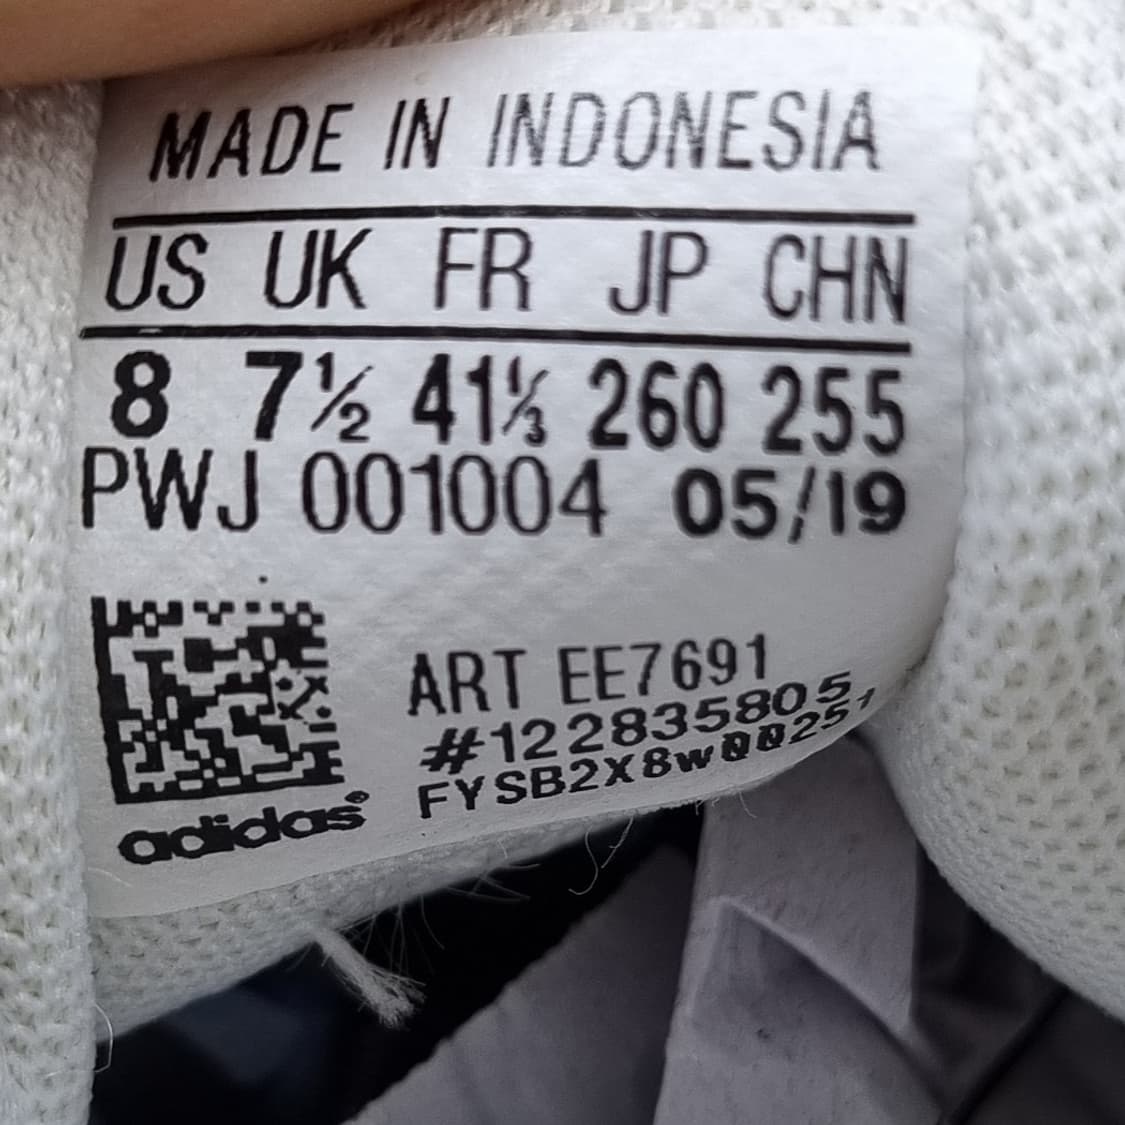 MADE IN INDONESIA
US UK FR JP CHN
8 7½ 41⅓ 260 255
PWJ 001004 05/19
ART EE7691
#122835805
FYSB2X8W00251
adidas®